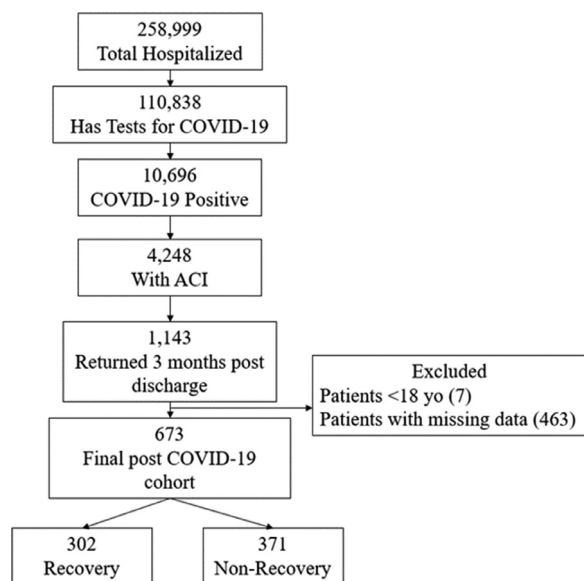 258,999
Total Hospitalized
110,838
Has Tests for COVID-19
10,696
COVID-19 Positive
4,248
With ACI
1,143
Returned 3 months post
discharge
Excluded
Patients <18 yo (7)
Patients with missing data (463)
673
Final post COVID-19
cohort
302
Recovery
371
Non-Recovery